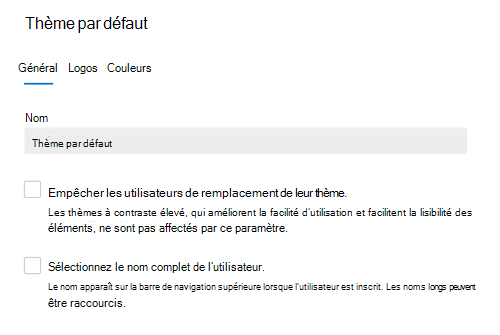 Thème par défaut
Général Logos Couleurs
Nom
Thème par défaut
Empêcher les utilisateurs de remplacement de leur thème.
Les thèmes à contraste élevé, qui améliorent la facilité d'utilisation et facilitent la lisibilité des
éléments, ne sont pas affectés par ce paramètre.
Sélectionnez le nom complet de l'utilisateur.
Le nom apparaît sur la barre de navigation supérieure lorsque l'utilisateur est inscrit. Les noms longs peuvent
être raccourcis.